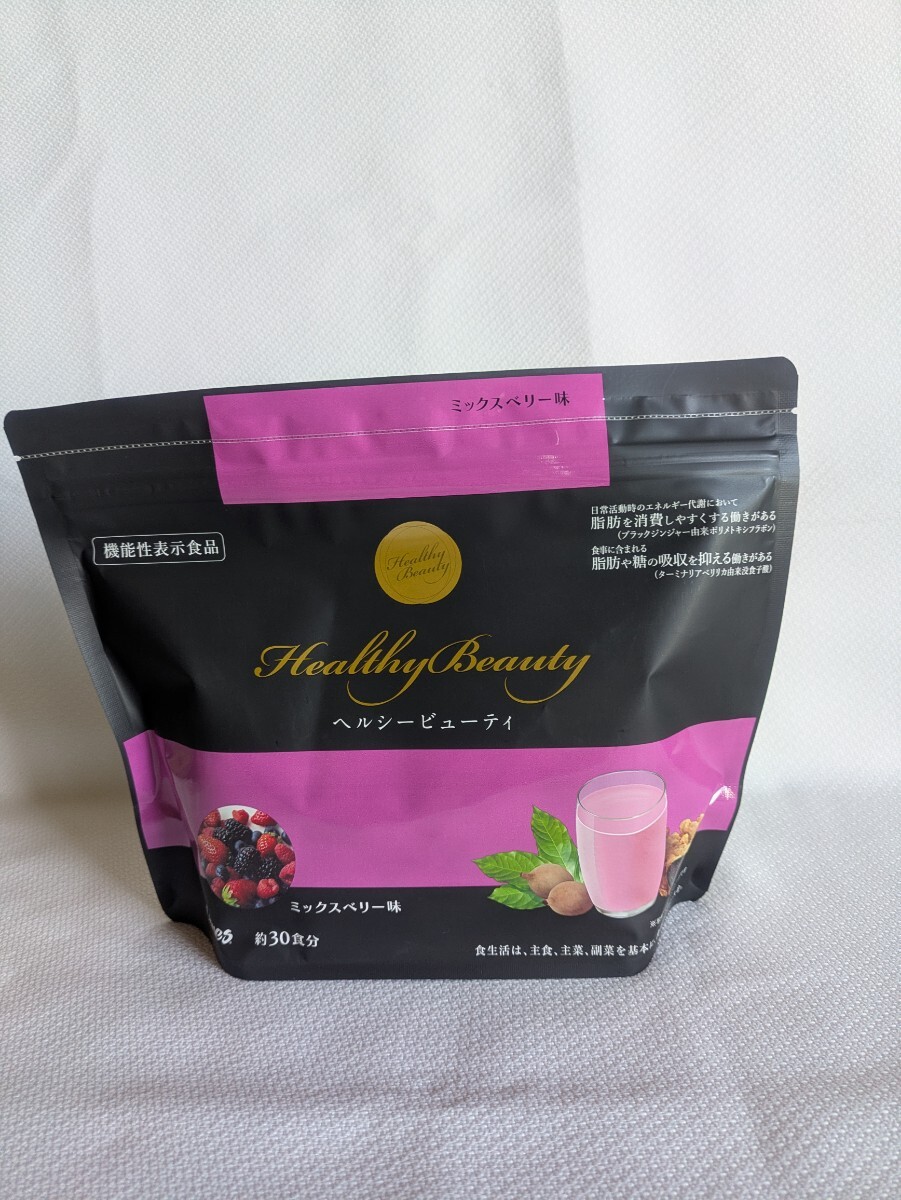 ミックスベリー味
機能性表示食品
日常活動時のエネルギー代謝において
脂肪を消費しやすくする働きがある
(ブラックジンジャー由来ポリメトキシフラボン)
食事に含まれる
脂肪や糖の吸収を抑える働きがある
(ターミナリアベリリカ由来没食子酸)
Healthy
Beauty
Healthy Beauty
ヘルシービューティ
ミックスベリー味
約30食分
食生活は、主食、主菜、副菜を基本